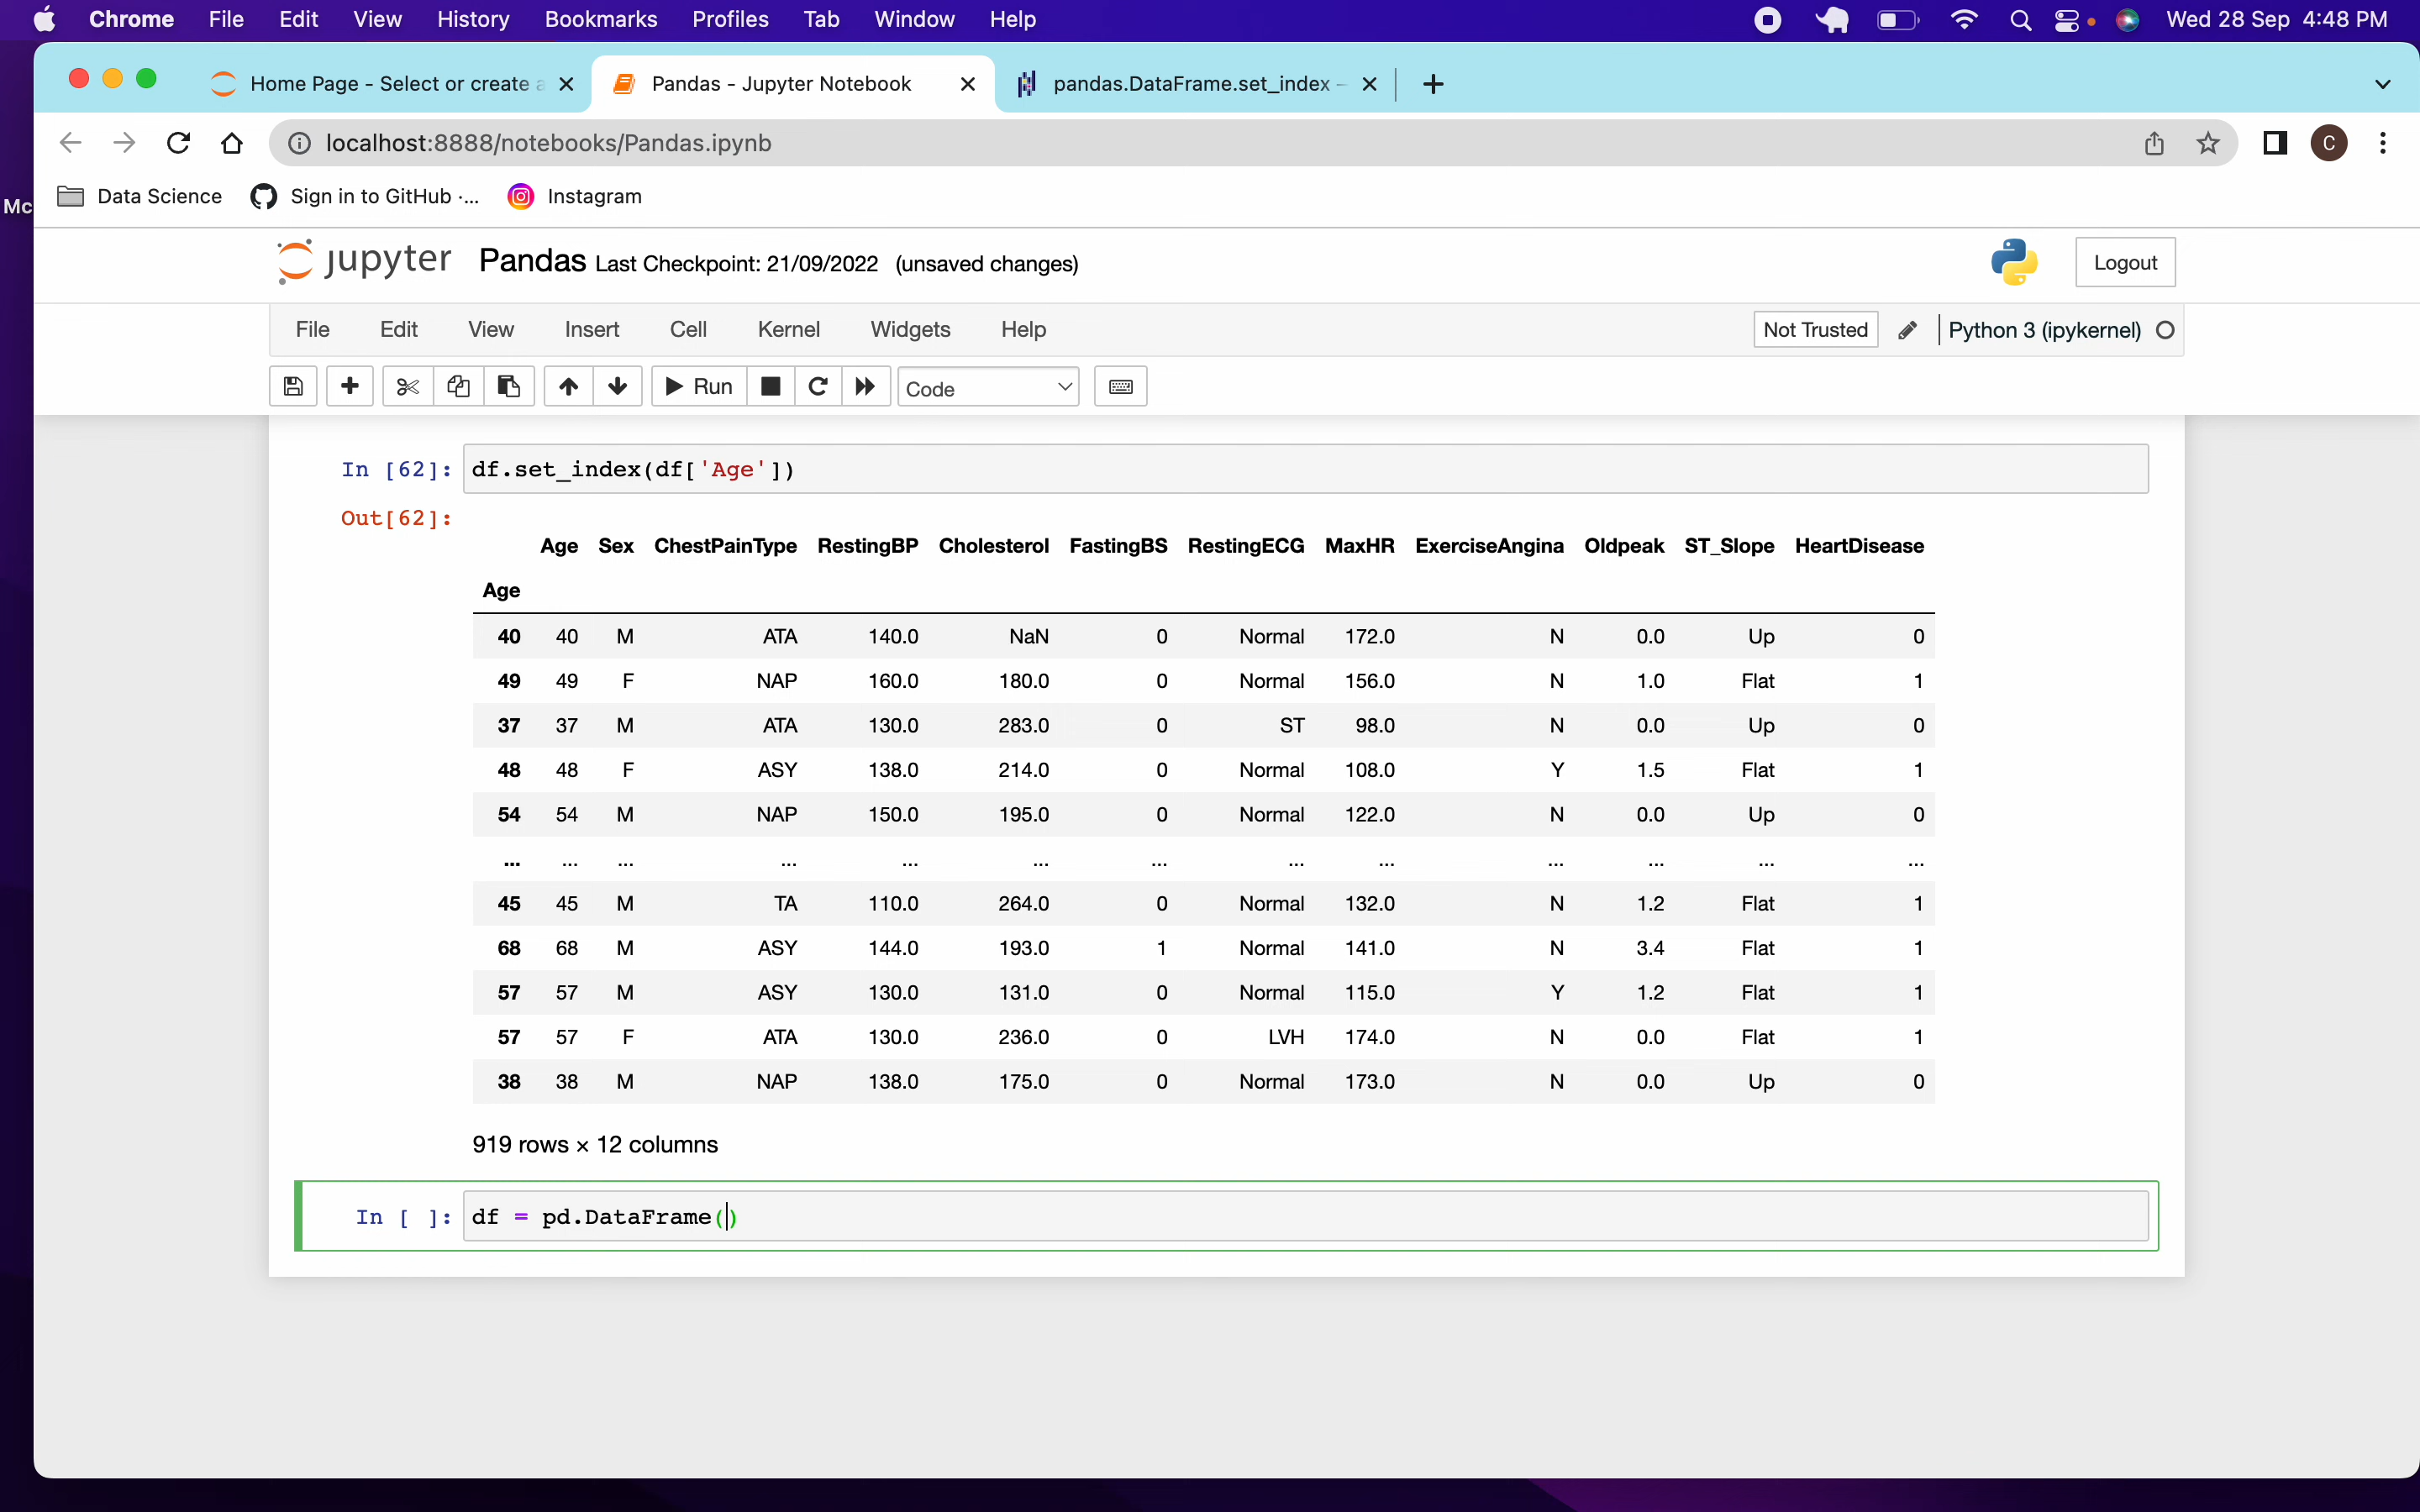 Chrome File Edit View History Bookmarks Profiles Tab Window Help Wed 28 Sep 4:48 PM
Home Page - Select or create a Pandas - Jupyter Notebook pandas.DataFrame.set_index –
localhost:8888/notebooks/Pandas.ipynb C
Mc
Data Science Sign in to GitHub ·... Instagram
jupyter Pandas Last Checkpoint: 21/09/2022 (unsaved changes) Logout
File Edit View Insert Cell Kernel Widgets Help Not Trusted Python 3 (ipykernel)
Run Code
In [62]: df.set_index(df['Age'])
Out[62]:
Age Sex ChestPainType RestingBP Cholesterol FastingBS RestingECG MaxHR ExerciseAngina Oldpeak ST_Slope HeartDisease
Age
40 40 M ATA 140.0 NaN 0 Normal 172.0 N 0.0 Up 0
49 49 F NAP 160.0 180.0 0 Normal 156.0 N 1.0 Flat 1
37 37 M ATA 130.0 283.0 0 ST 98.0 N 0.0 Up 0
48 48 F ASY 138.0 214.0 0 Normal 108.0 Y 1.5 Flat 1
54 54 M NAP 150.0 195.0 0 Normal 122.0 N 0.0 Up 0
... ... ... ... ... ... ... ... ... ... ... ... ...
45 45 M TA 110.0 264.0 0 Normal 132.0 N 1.2 Flat 1
68 68 M ASY 144.0 193.0 1 Normal 141.0 N 3.4 Flat 1
57 57 M ASY 130.0 131.0 0 Normal 115.0 Y 1.2 Flat 1
57 57 F ATA 130.0 236.0 0 LVH 174.0 N 0.0 Flat 1
38 38 M NAP 138.0 175.0 0 Normal 173.0 N 0.0 Up 0
919 rows × 12 columns
In [ ]: df = pd.DataFrame()